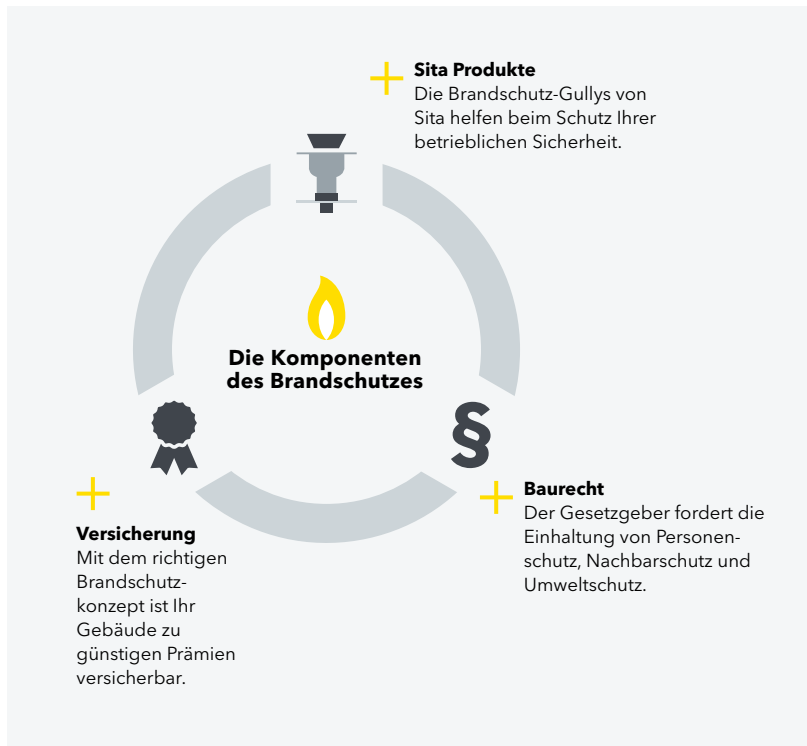 Sita Produkte
Die Brandschutz-Gullys von
Sita helfen beim Schutz Ihrer
betrieblichen Sicherheit.
Die Komponenten
des Brandschutzes
§
Baurecht
Der Gesetzgeber fordert die
Einhaltung von Personen-
schutz, Nachbarschutz und
Umweltschutz.
Versicherung
Mit dem richtigen
Brandschutz-
konzept ist Ihr
Gebäude zu
günstigen Prämien
versicherbar.